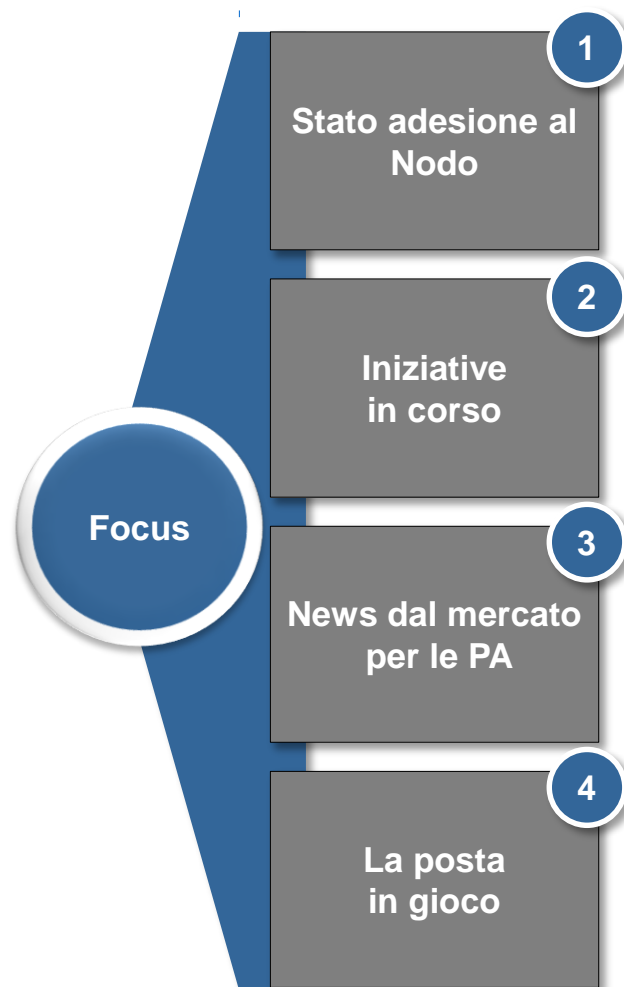 Focus
1
Stato adesione al
Nodo
2
Iniziative
in corso
3
News dal mercato
per le PA
4
La posta
in gioco